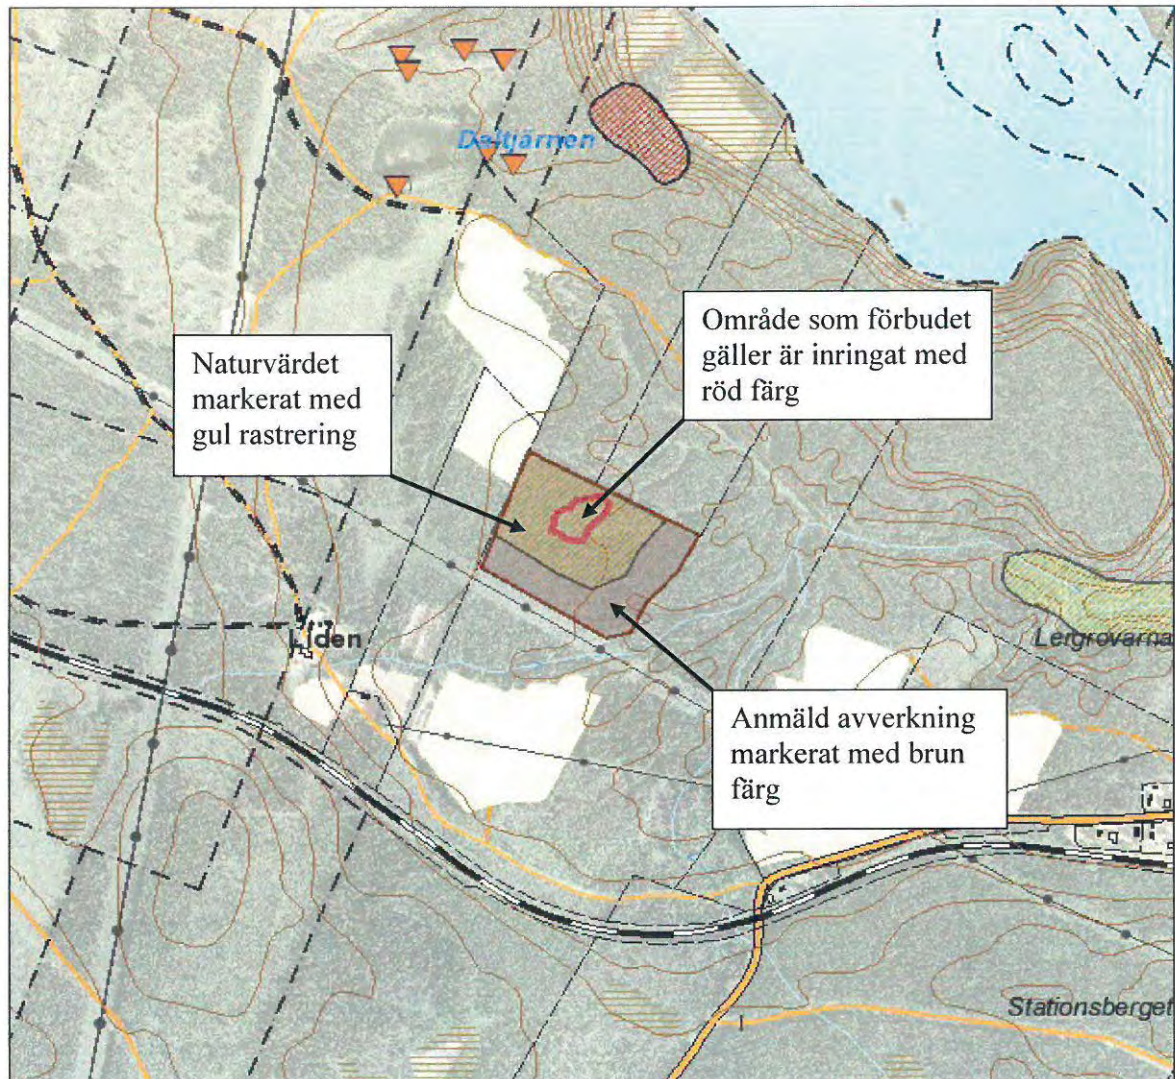 Daltjärnen
Område som förbudet
gäller är inringat med
röd färg
Naturvärdet
markerat med
gul rastrering
Liden
Lergrovarna
Anmäld avverkning
markerat med brun
färg
Stationsberget